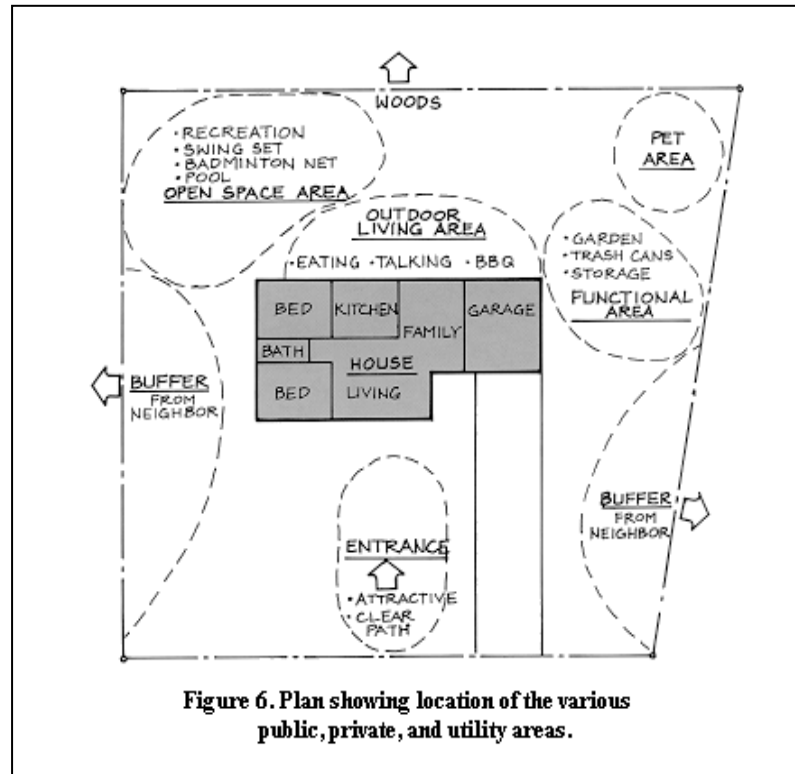 WOODS
• RECREATION
• SWING SET
• BADMINTON NET
• POOL
OPEN SPACE AREA
PET
AREA
OUTDOOR
LIVING AREA
• EATING • TALKING • BBQ
• GARDEN
• TRASH CANS
• STORAGE
FUNCTIONAL
AREA
BED
KITCHEN
FAMILY
GARAGE
BATH
HOUSE
BED
LIVING
BUFFER
FROM
NEIGHBOR
BUFFER
FROM
NEIGHBOR
ENTRANCE
• ATTRACTIVE
• CLEAR
PATH
Figure 6. Plan showing location of the various
public, private, and utility areas.